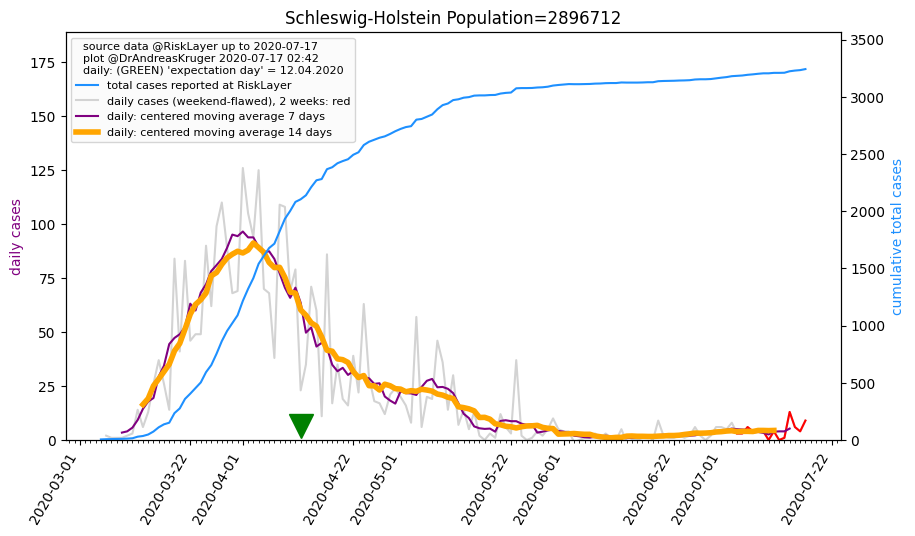 Schleswig-Holstein Population=2896712
source data @RiskLayer up to 2020-07-17
plot @DrAndreasKruger 2020-07-17 02:42
daily: (GREEN) 'expectation day' = 12.04.2020
total cases reported at RiskLayer
daily cases (weekend-flawed), 2 weeks: red
daily: centered moving average 7 days
daily: centered moving average 14 days
daily cases
175
150
125
100
75
50
25
0
3500
3000
2500
2000
1500
1000
500
0
cumulative total cases
2020-03-01
2020-03-22
2020-04-01
2020-04-22
2020-05-01
2020-05-22
2020-06-01
2020-06-22
2020-07-01
2020-07-22